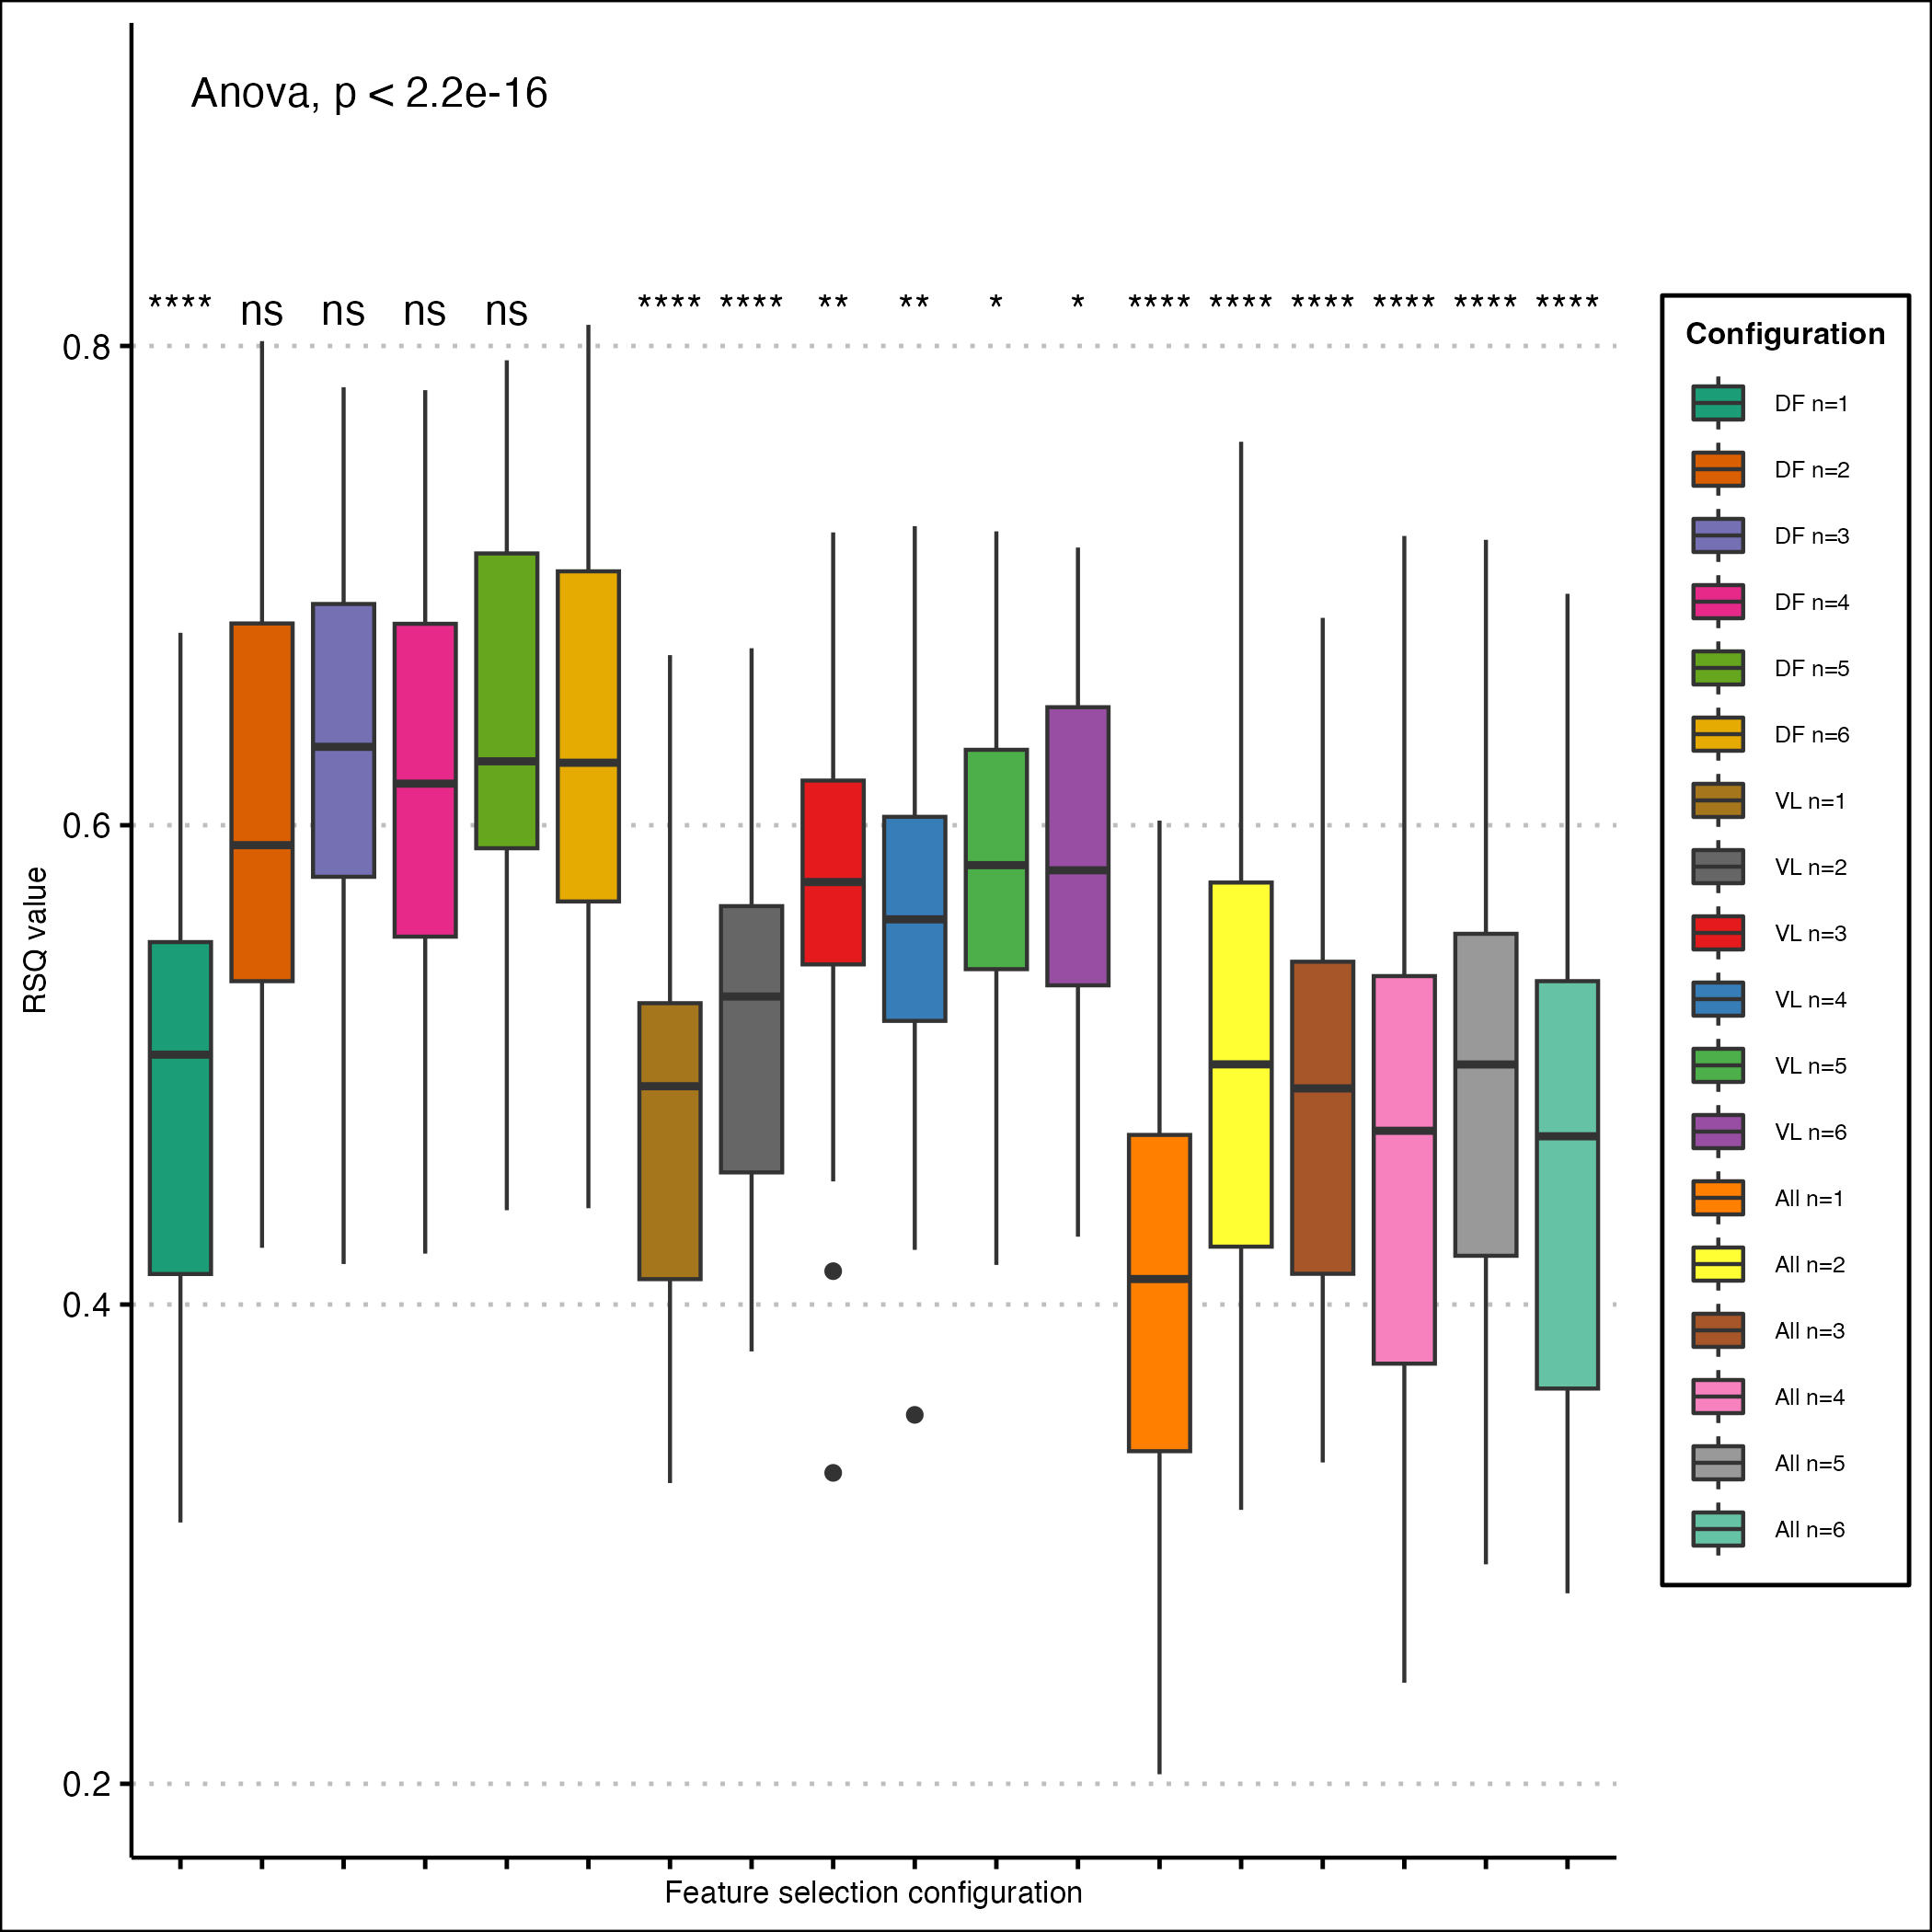 Anova, p < 2.2e-16
**** ns ns ns ns **** **** ** ** * * **** **** **** **** **** ****
0.8
0.6
0.4
0.2
RSQ value
Feature selection configuration
Configuration
DF n=1
DF n=2
DF n=3
DF n=4
DF n=5
DF n=6
VL n=1
VL n=2
VL n=3
VL n=4
VL n=5
VL n=6
All n=1
All n=2
All n=3
All n=4
All n=5
All n=6